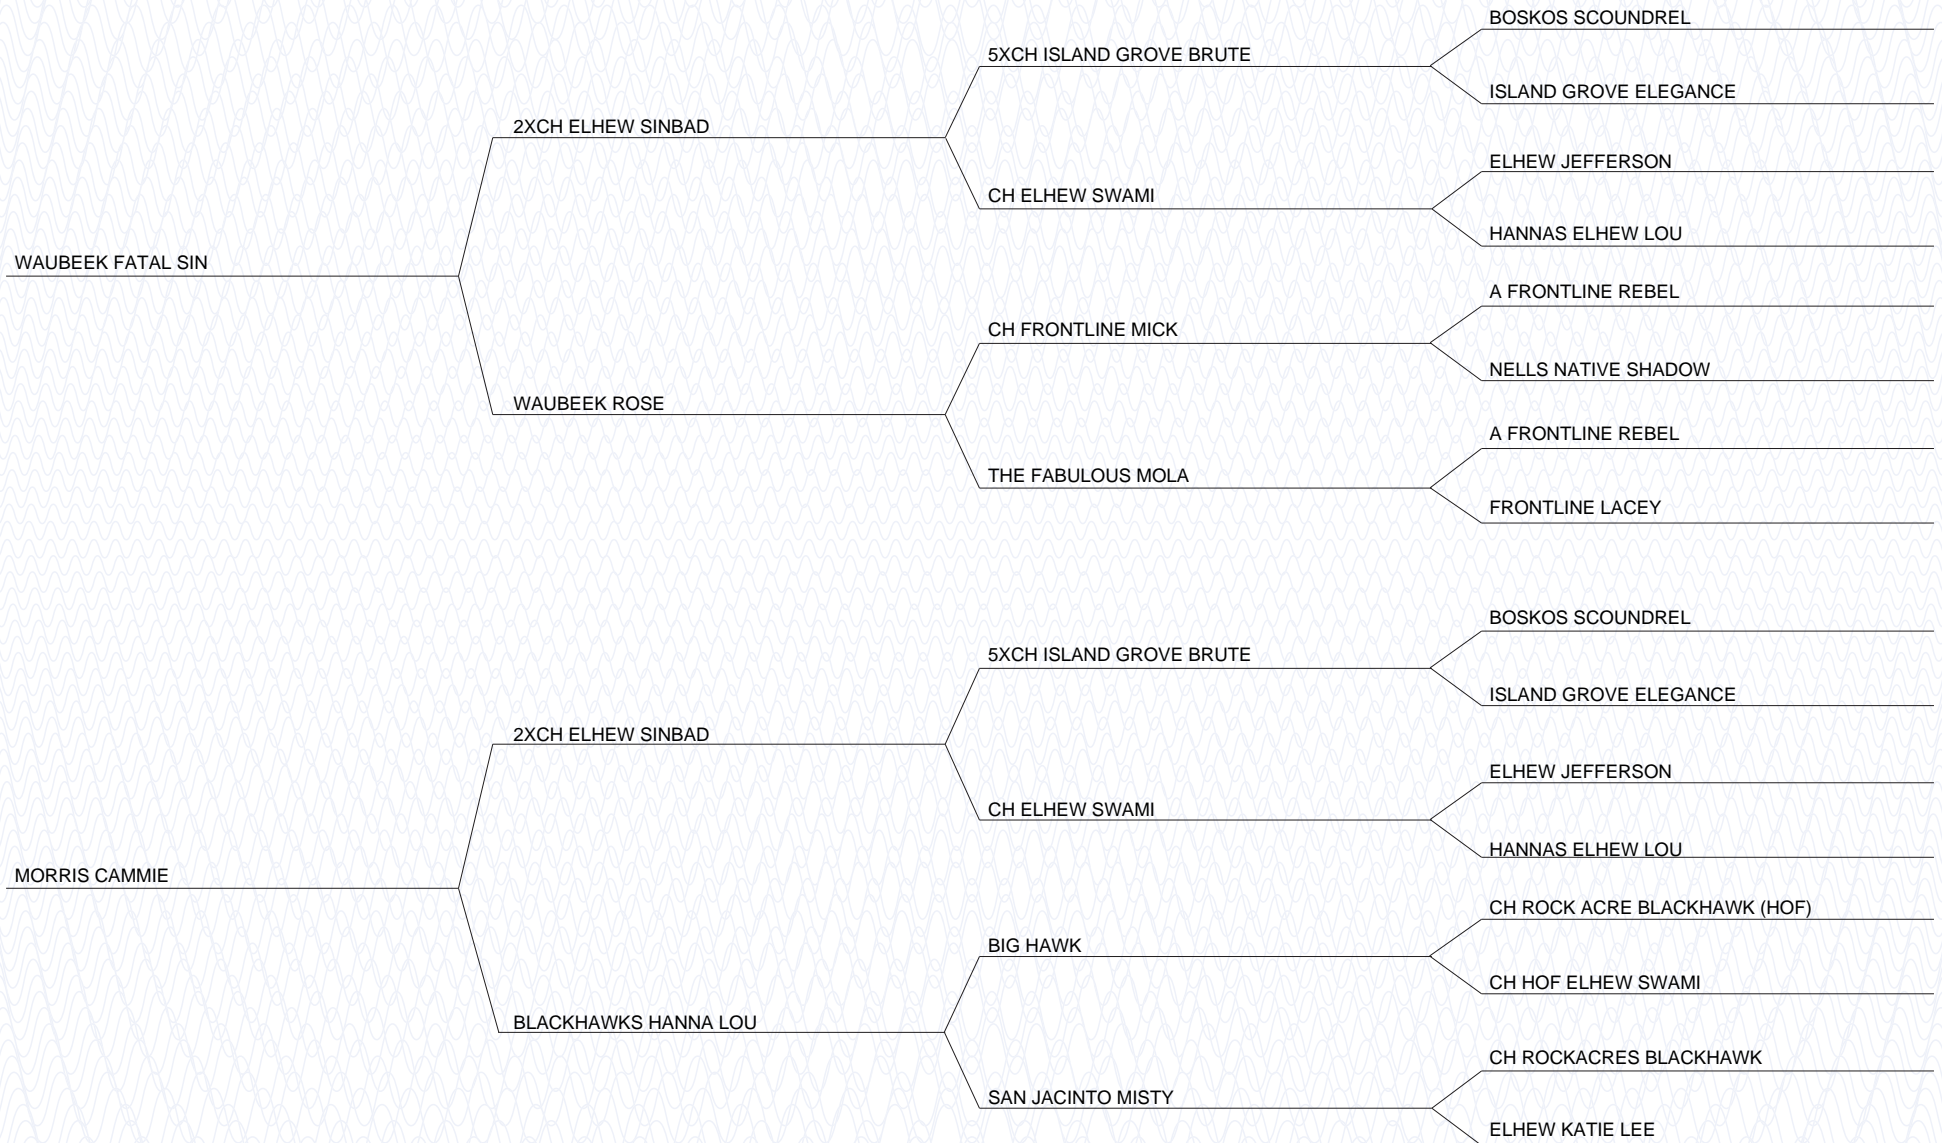 BOSKOS SCOUNDREL
5XCH ISLAND GROVE BRUTE
ISLAND GROVE ELEGANCE
2XCH ELHEW SINBAD
ELHEW JEFFERSON
CH ELHEW SWAMI
HANNAS ELHEW LOU
WAUBEEK FATAL SIN
A FRONTLINE REBEL
CH FRONTLINE MICK
NELLS NATIVE SHADOW
WAUBEEK ROSE
A FRONTLINE REBEL
THE FABULOUS MOLA
FRONTLINE LACEY
BOSKOS SCOUNDREL
5XCH ISLAND GROVE BRUTE
ISLAND GROVE ELEGANCE
2XCH ELHEW SINBAD
ELHEW JEFFERSON
CH ELHEW SWAMI
HANNAS ELHEW LOU
MORRIS CAMMIE
CH ROCK ACRE BLACKHAWK (HOF)
BIG HAWK
CH HOF ELHEW SWAMI
BLACKHAWKS HANNA LOU
CH ROCKACRES BLACKHAWK
SAN JACINTO MISTY
ELHEW KATIE LEE